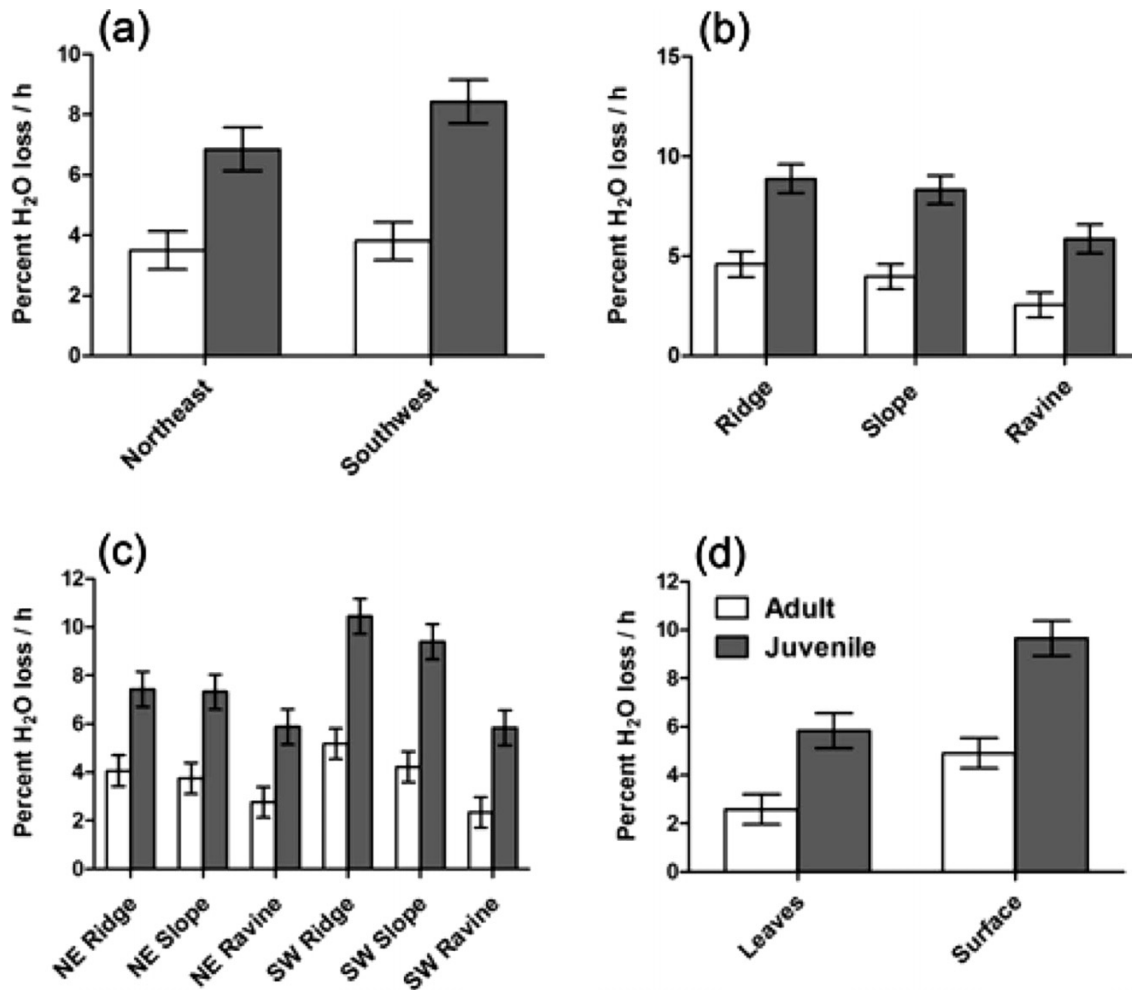 (a)
Percent H₂O loss / h
10
8
6
4
2
0
Northeast
Southwest
(b)
Percent H₂O loss / h
15
10
5
0
Ridge
Slope
Ravine
(c)
Percent H₂O loss / h
12
10
8
6
4
2
0
NE Ridge
NE Slope
NE Ravine
SW Ridge
SW Slope
SW Ravine
(d)
Percent H₂O loss / h
12
10
8
6
4
2
0
Adult
Juvenile
Leaves
Surface